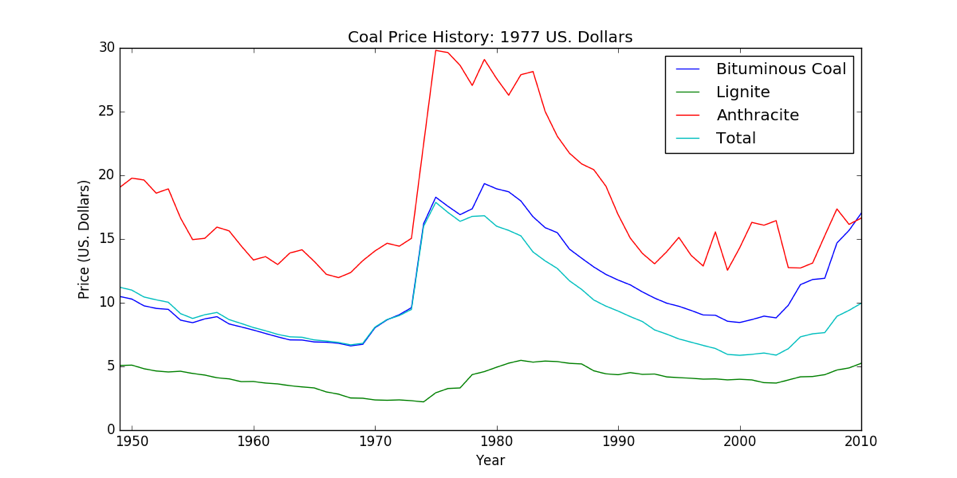 Coal Price History: 1977 US. Dollars
30
25
20
15
10
5
0
Price (US. Dollars)
Bituminous Coal
Lignite
Anthracite
Total
1950 1960 1970 1980 1990 2000 2010
Year